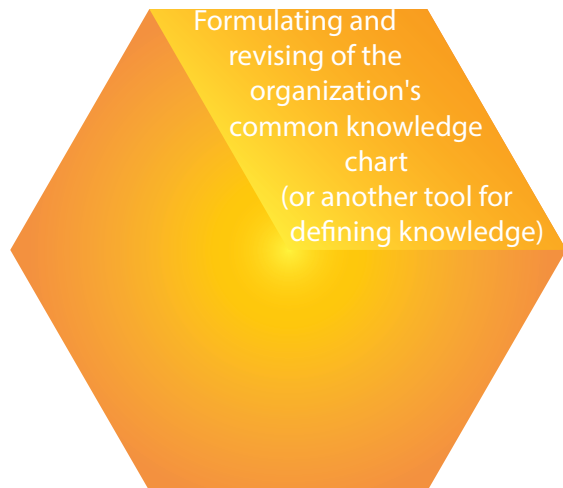 Formulating and
revising of the
organization's
common knowledge
chart
(or another tool for
defining knowledge)